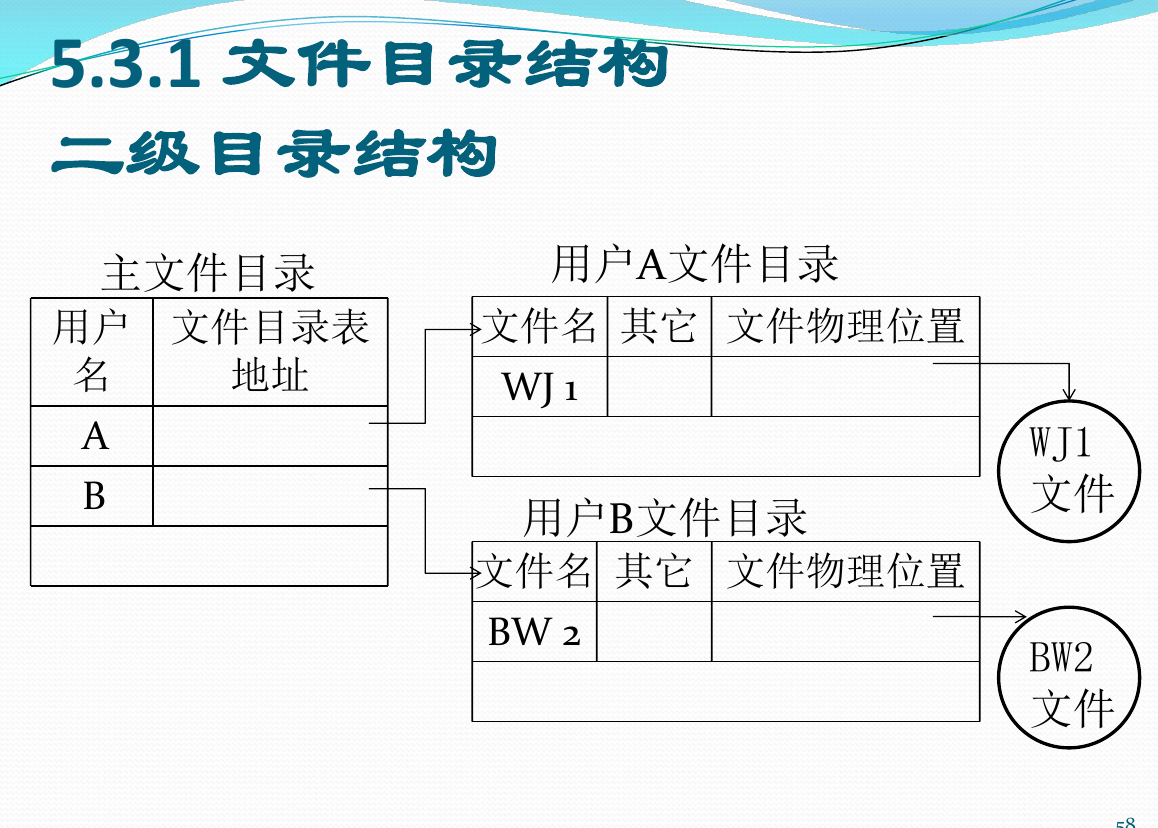 5.3.1 文件目录结构
二级目录结构
主文件目录
用户名 文件目录表地址
A
B
用户A文件目录
文件名 其它 文件物理位置
WJ 1
WJ1
文件
用户B文件目录
文件名 其它 文件物理位置
BW 2
BW2
文件
58